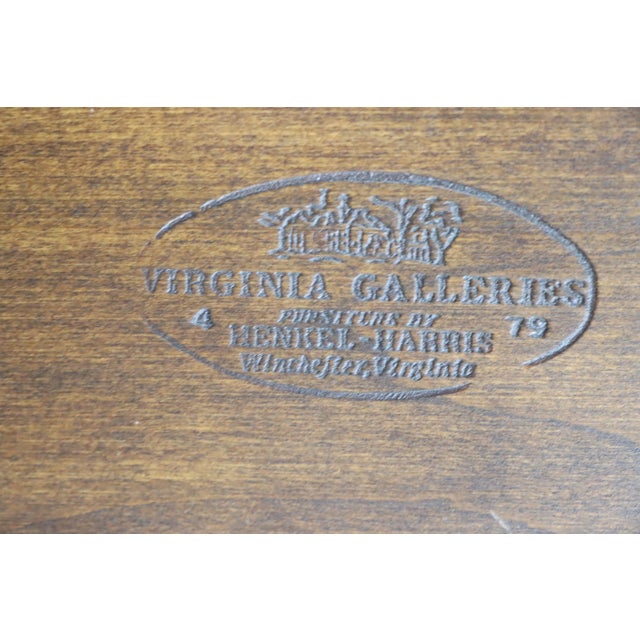 VIRGINIA GALLERIES
4 FURNITURE BY 79
HENKEL-HARRIS
Winchester, Virginia